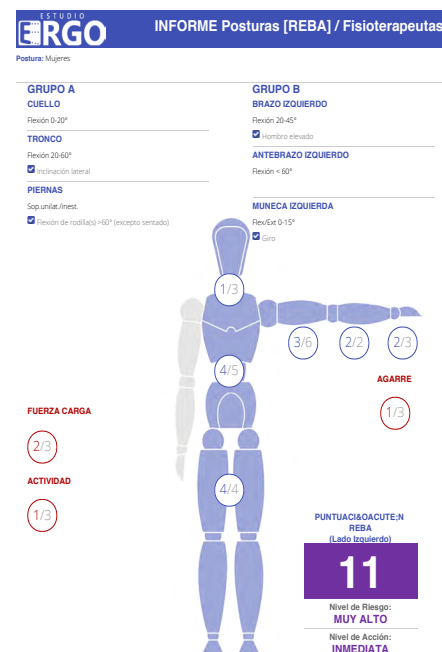 ESTUDIO
ERGO
INFORME Posturas [REBA] / Fisioterapeutas
Postura: Mujeres
GRUPO A
CUELLO
Flexión 0-20°
TRONCO
Flexión 20-60°
Inclinación lateral
PIERNAS
Sop.unilat./inest.
Flexión de rodilla(s) >60° (excepto sentado)
GRUPO B
BRAZO IZQUIERDO
Flexión 20-45°
Hombro elevado
ANTEBRAZO IZQUIERDO
Flexión < 60°
MUNECA IZQUIERDA
Flex/Ext 0-15°
Giro
1/3
3/6
2/2
2/3
4/5
AGARRE
1/3
FUERZA CARGA
2/3
ACTIVIDAD
1/3
4/4
PUNTUACI&OACUTE;N
REBA
(Lado Izquierdo)
11
Nivel de Riesgo:
MUY ALTO
Nivel de Acción:
INMEDIATA